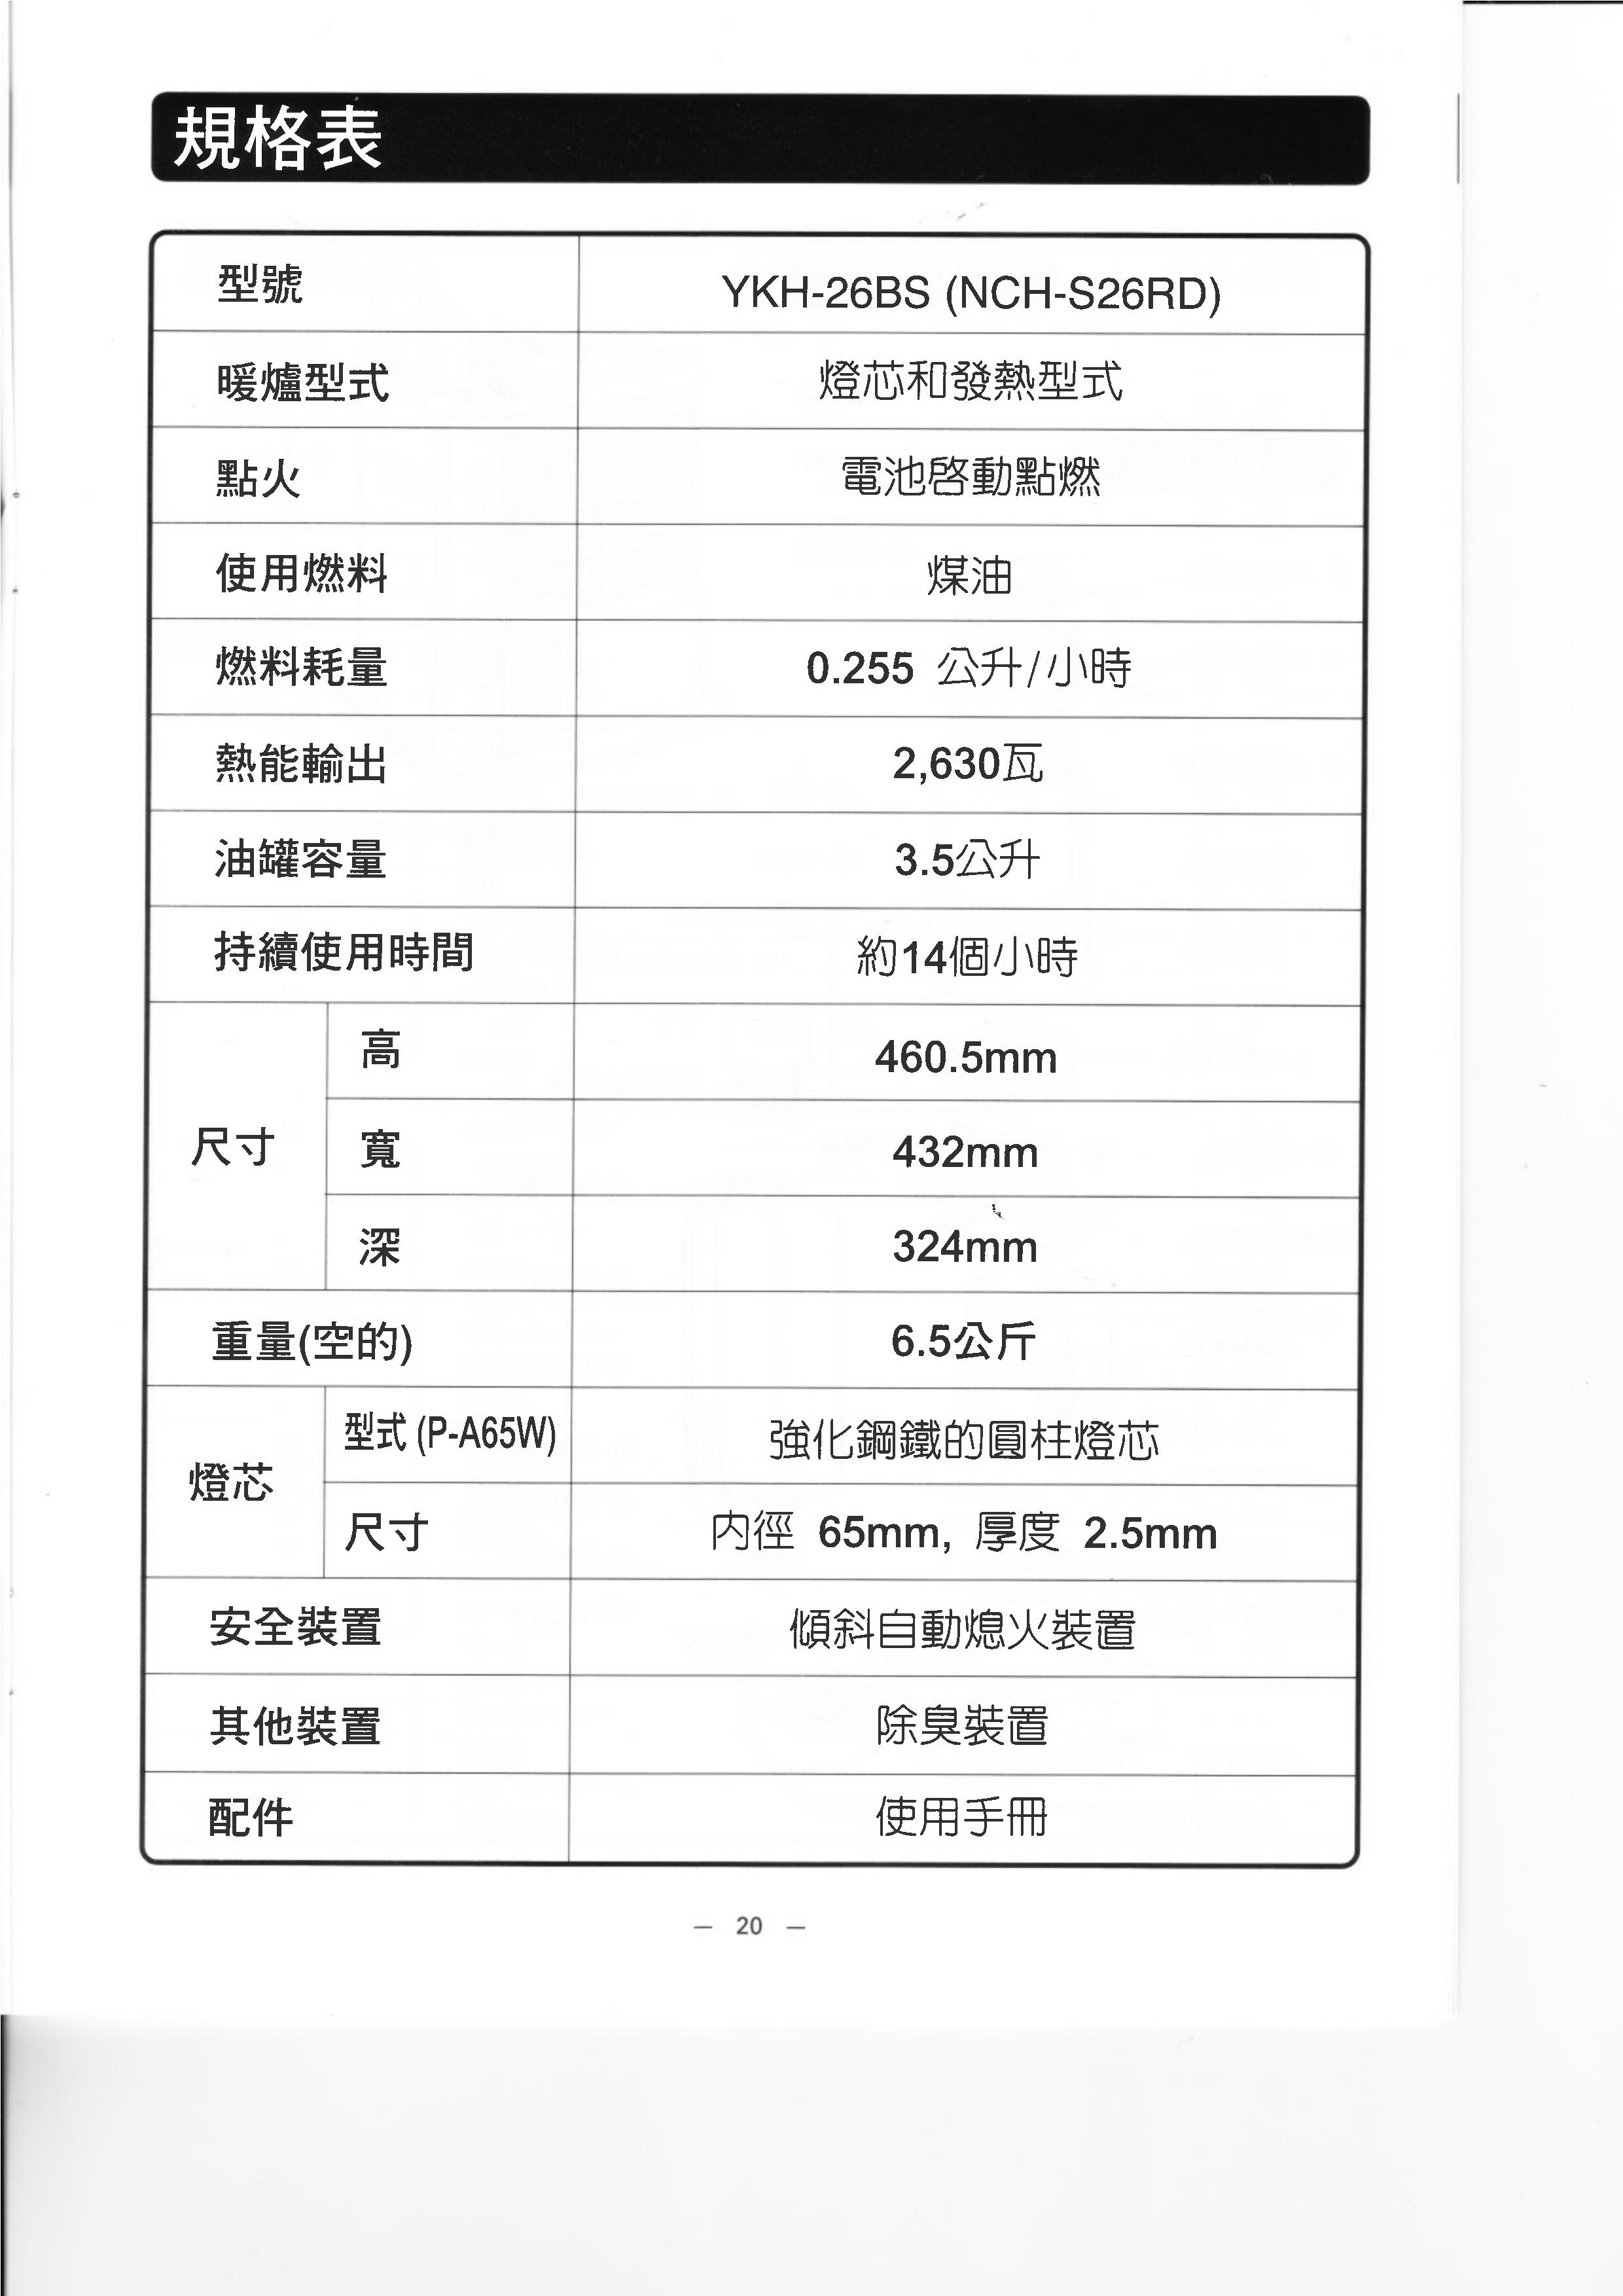 規格表
型號 YKH-26BS (NCH-S26RD)
暖爐型式 燈芯和發熱型式
點火 電池啓動點燃
使用燃料 煤油
燃料耗量 0.255 公升/小時
熱能輸出 2,630瓦
油罐容量 3.5公升
持續使用時間 約14個小時
尺寸 高 460.5mm
寬 432mm
深 324mm
重量(空的) 6.5公斤
燈芯 型式 (P-A65W) 強化鋼鐵的圓柱燈芯
尺寸 内徑 65mm, 厚度 2.5mm
安全裝置 傾斜自動熄火裝置
其他裝置 除臭裝置
配件 使用手冊
— 20 —